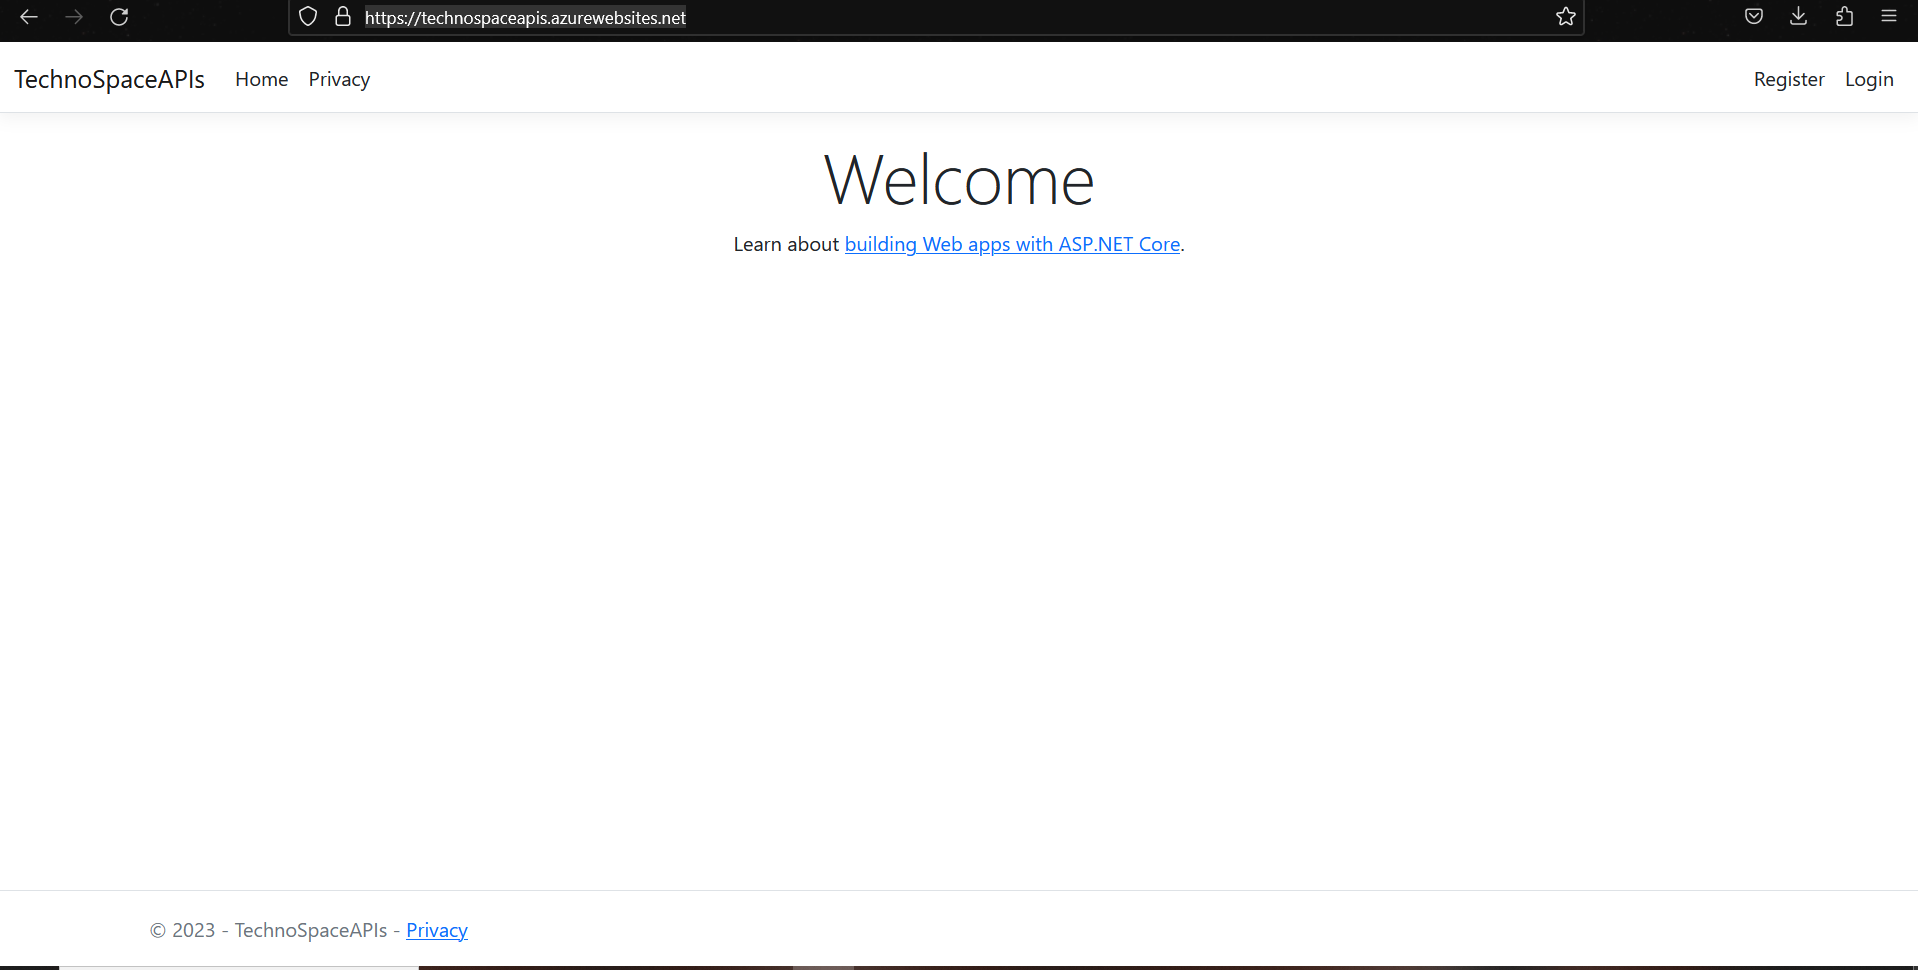 https://technospaceapis.azurewebsites.net
TechnoSpaceAPIs Home Privacy Register Login
Welcome
Learn about building Web apps with ASP.NET Core.
© 2023 - TechnoSpaceAPIs - Privacy